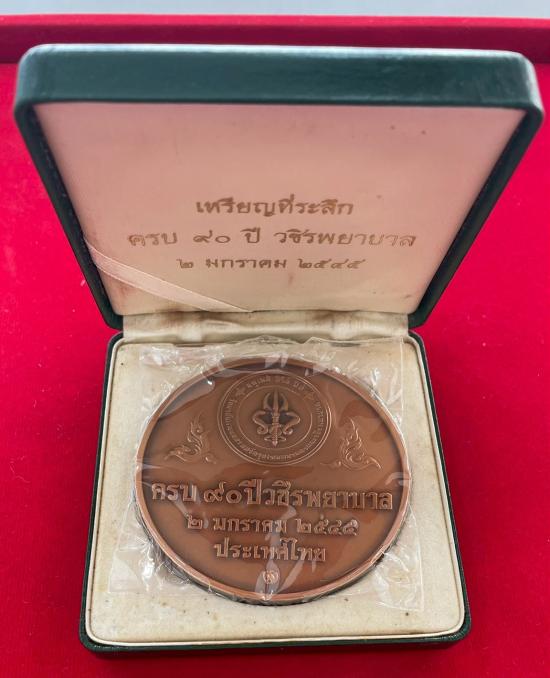 เหรียญที่ระลึก
ครบ ๙๐ ปี วชิรพยาบาล
๒ มกราคม ๒๕๔๕
ครบ ๙๐ ปีวชิรพยาบาล
๒ มกราคม ๒๕๔๕
ประเทศไทย